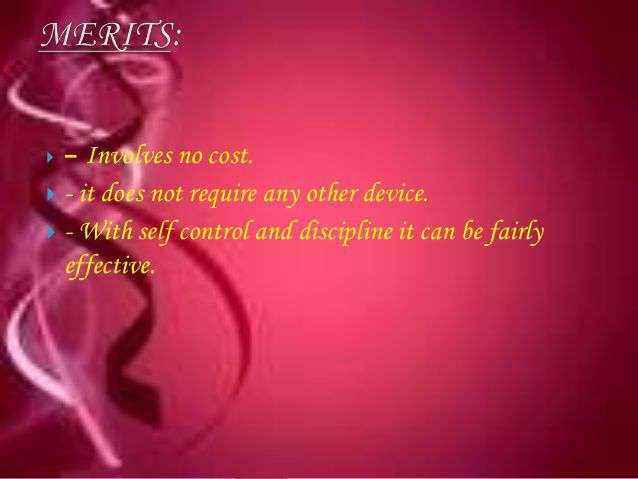 MERITS:
– Involves no cost.
- it does not require any other device.
- With self control and discipline it can be fairly
effective.